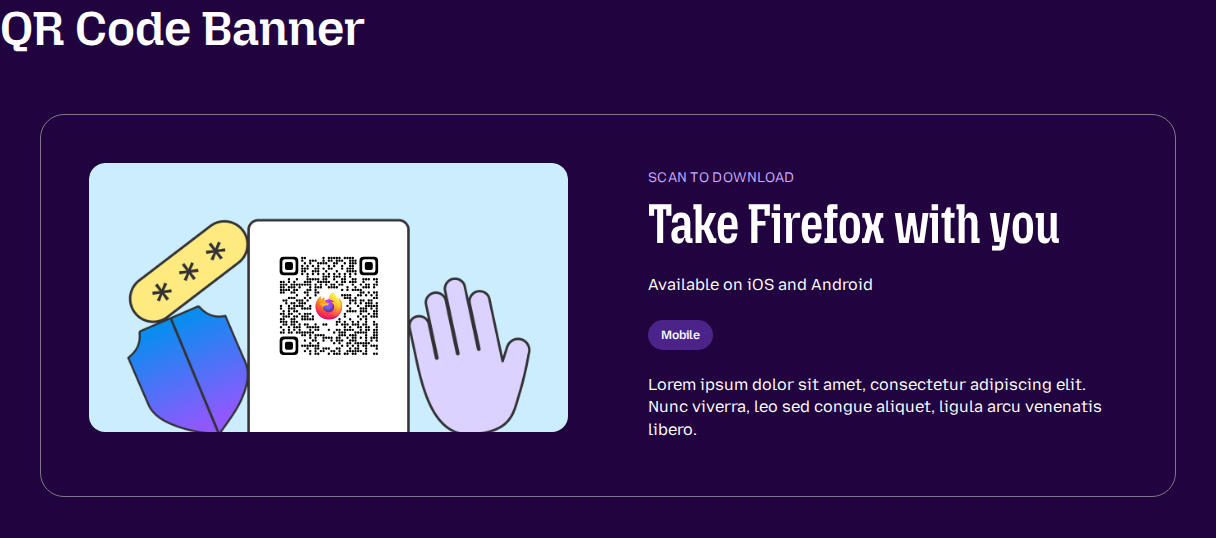 QR Code Banner
SCAN TO DOWNLOAD
Take Firefox with you
Available on iOS and Android
Mobile
Lorem ipsum dolor sit amet, consectetur adipiscing elit.
Nunc viverra, leo sed congue aliquet, ligula arcu venenatis
libero.